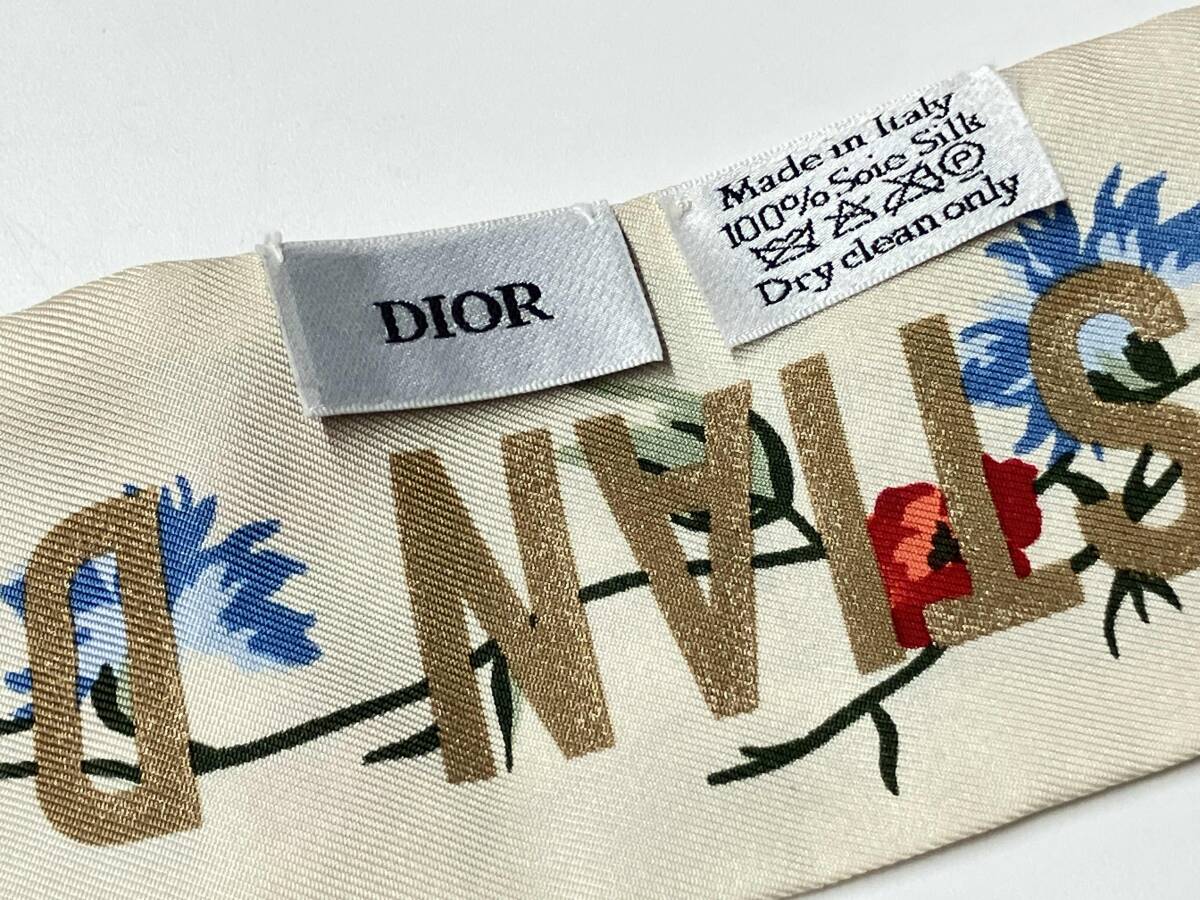 DIOR
Made in Italy
100% Soie Silk
Dry clean only
STIAN D